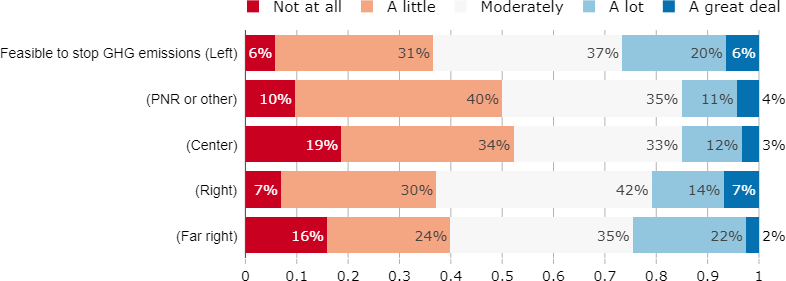 Not at all A little Moderately A lot A great deal
Feasible to stop GHG emissions (Left) 6% 31% 37% 20% 6%
(PNR or other) 10% 40% 35% 11% 4%
(Center) 19% 34% 33% 12% 3%
(Right) 7% 30% 42% 14% 7%
(Far right) 16% 24% 35% 22% 2%
0 0.1 0.2 0.3 0.4 0.5 0.6 0.7 0.8 0.9 1